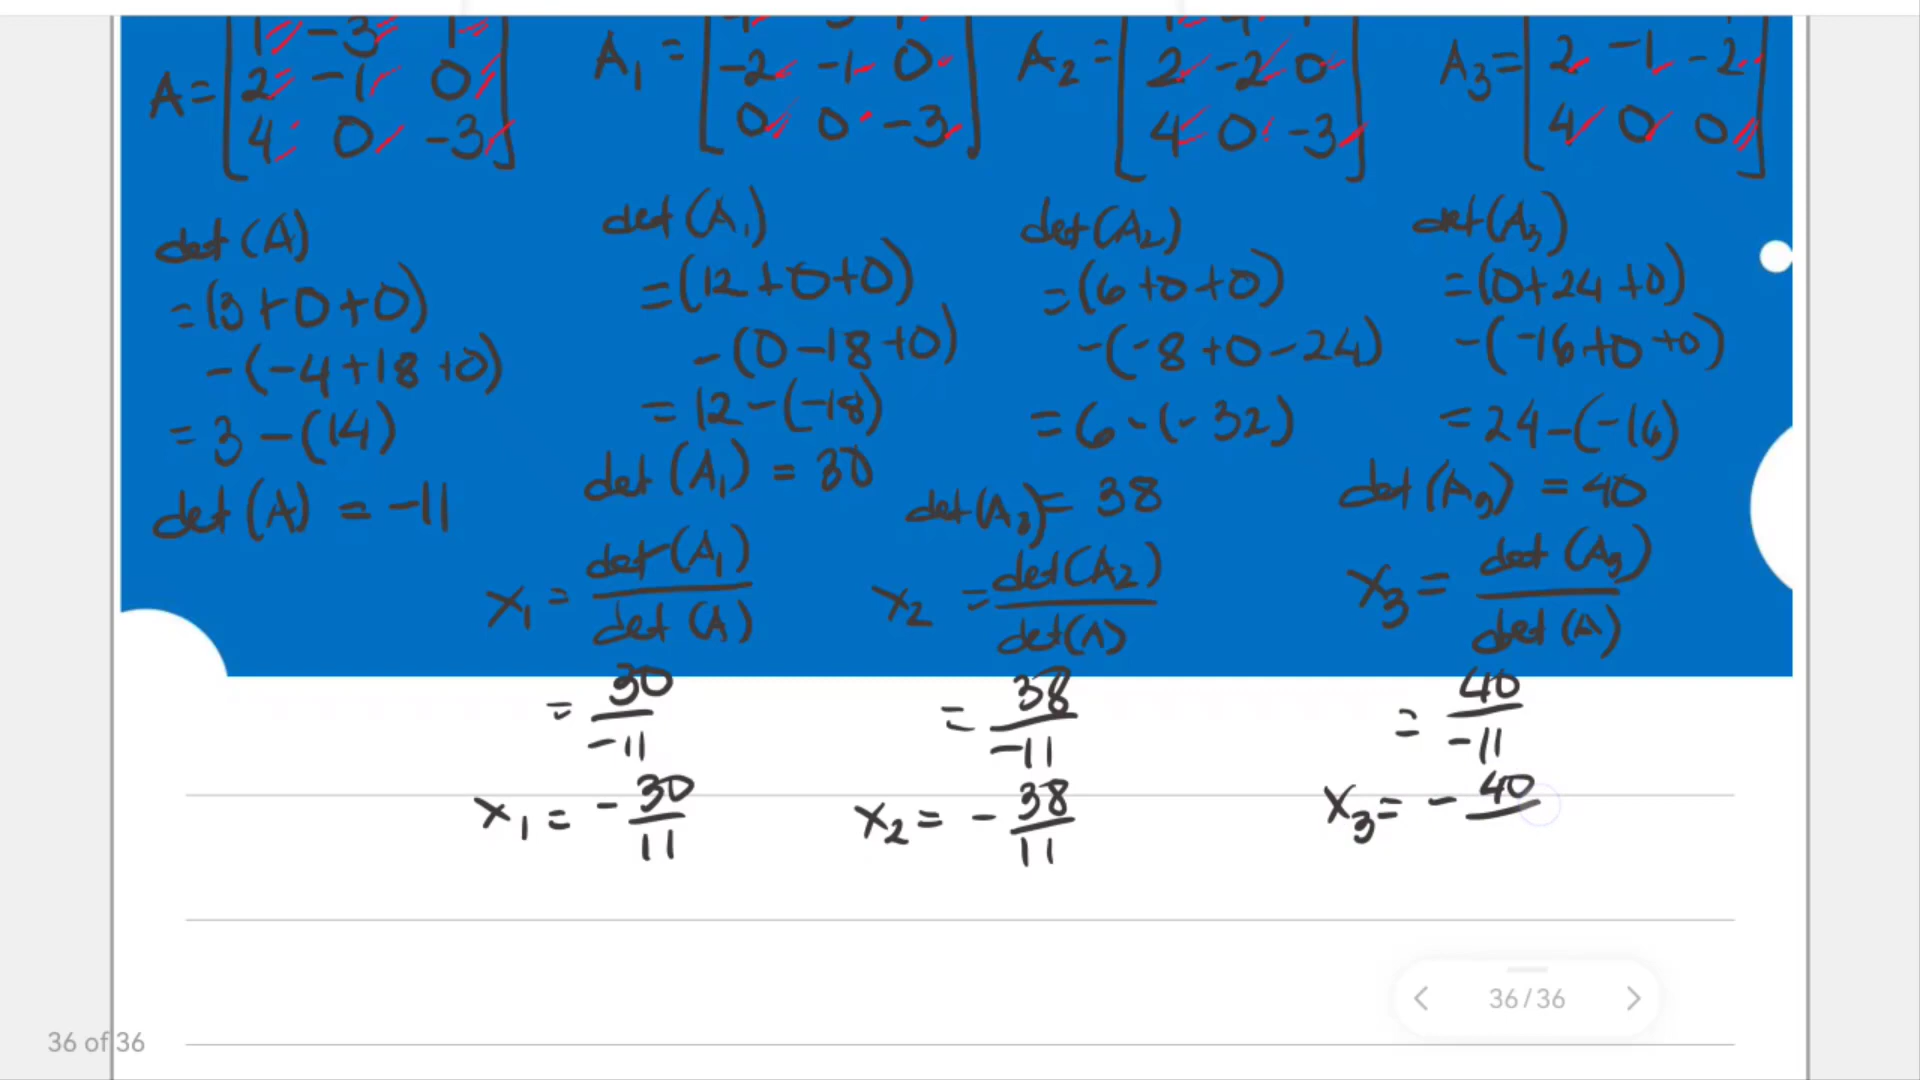 A = [ 1 -3 1
2 -1 0
4 0 -3 ]
A1 = [
-2 -1 0
0 0 -3 ]
A2 = [
2 -2 0
4 0 -3 ]
A3 = [
2 -1 -2
4 0 0 ]
det(A)
= (3+0+0)
-(-4+18+0)
= 3-(14)
det(A) = -11
det(A1)
= (12+0+0)
-(0-18+0)
= 12-(-18)
det(A1) = 30
x1 = det(A1)/det(A)
= 30/-11
x1 = -30/11
det(A2)
= (6+0+0)
-(-8+0-24)
= 6-(-32)
det(A2) = 38
x2 = det(A2)/det(A)
= 38/-11
x2 = -38/11
det(A3)
= (0+24+0)
-(-16+0+0)
= 24-(-16)
det(A3) = 40
x3 = det(A3)/det(A)
= 40/-11
x3 = -40/
36/36
36 of 36